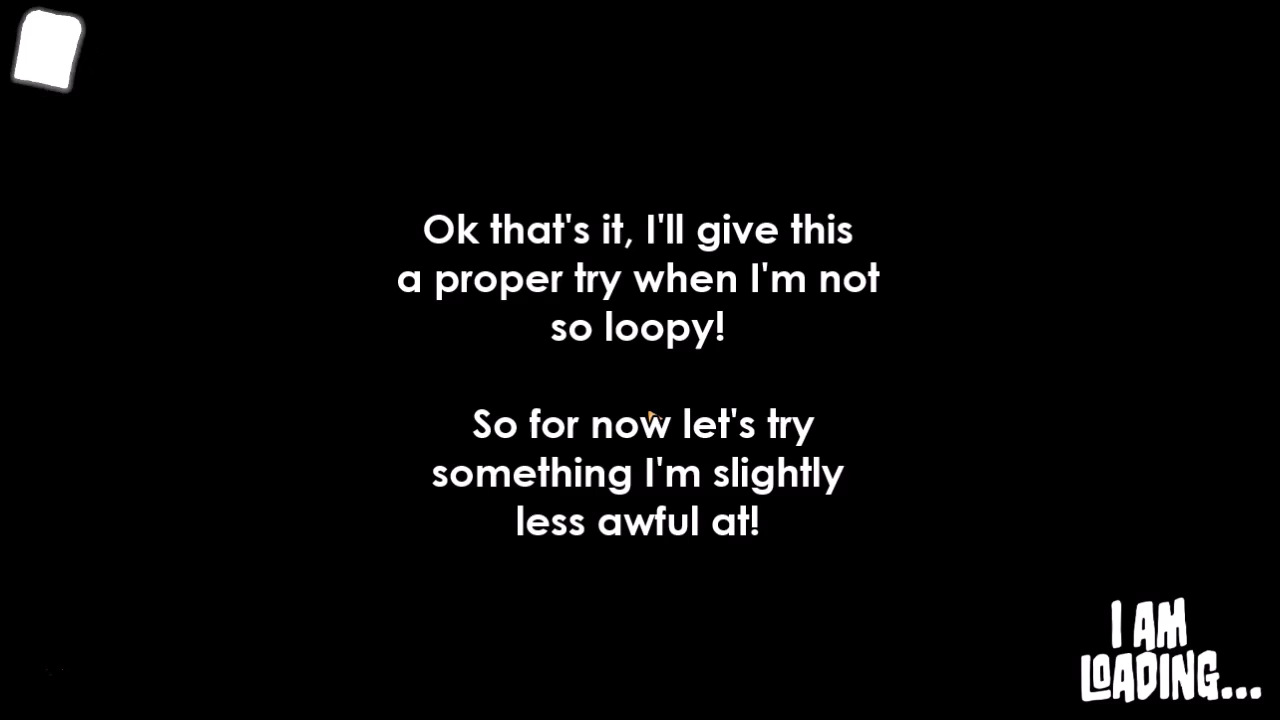 Ok that's it, I'll give this
a proper try when I'm not
so loopy!
So for now let's try
something I'm slightly
less awful at!
I AM
LOADING...